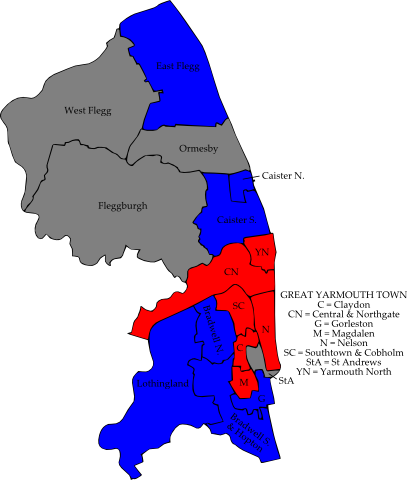 East Flegg
West Flegg
Ormesby
Caister N.
Fleggburgh
Caister S.
YN
CN
GREAT YARMOUTH TOWN
C = Claydon
CN = Central & Northgate
G = Gorleston
M = Magdalen
N = Nelson
SC = Southtown & Cobholm
StA = St Andrews
YN = Yarmouth North
SC
Bradwell N.
N
C
StA
Lothingland
M
G
Bradwell S.
& Hopton